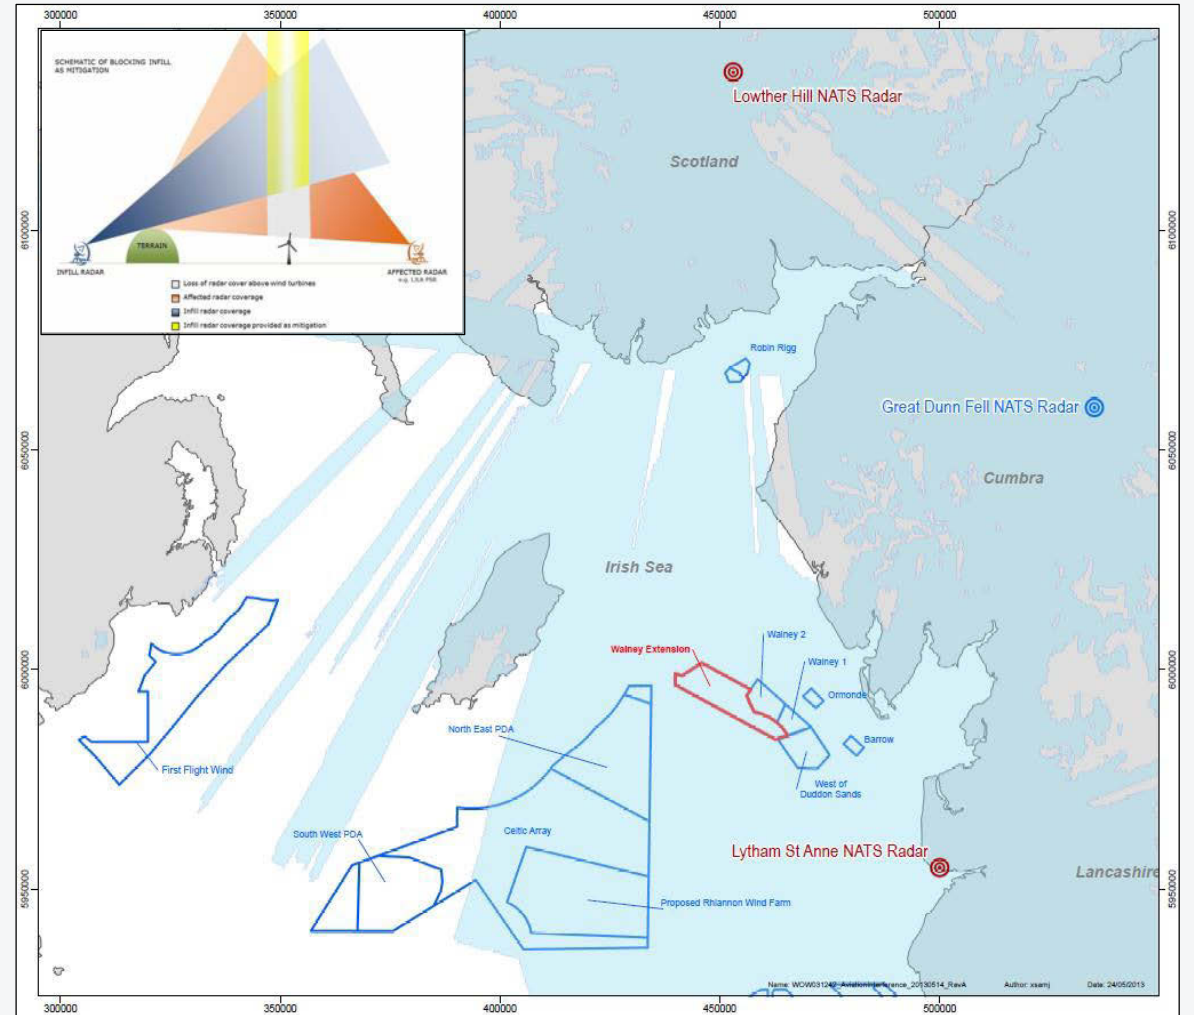 300000
350000
400000
450000
500000
SCHEMATIC OF BLOCKING INFILL
AS MITIGATION
TERRAIN
INFILL RADAR
AFFECTED RADAR
Loss of radar cover above wind turbines
Affected radar coverage
Infill radar coverage
Infill radar coverage provided as mitigation
Lowther Hill NATS Radar
Scotland
6100000
6100000
Robin Rigg
Great Dunn Fell NATS Radar
6050000
6050000
Cumbra
Irish Sea
Walney 2
Walney Extension
Walney 1
6000000
6000000
Ormonde
North East PDA
Barrow
First Flight Wind
West of
Duddon Sands
South West PDA
Celtic Array
Lytham St Anne NATS Radar
Lancashire
5950000
5950000
Proposed Rhiannon Wind Farm
Author: xsamj
Date: 24/05/2013
300000
350000
400000
450000
500000